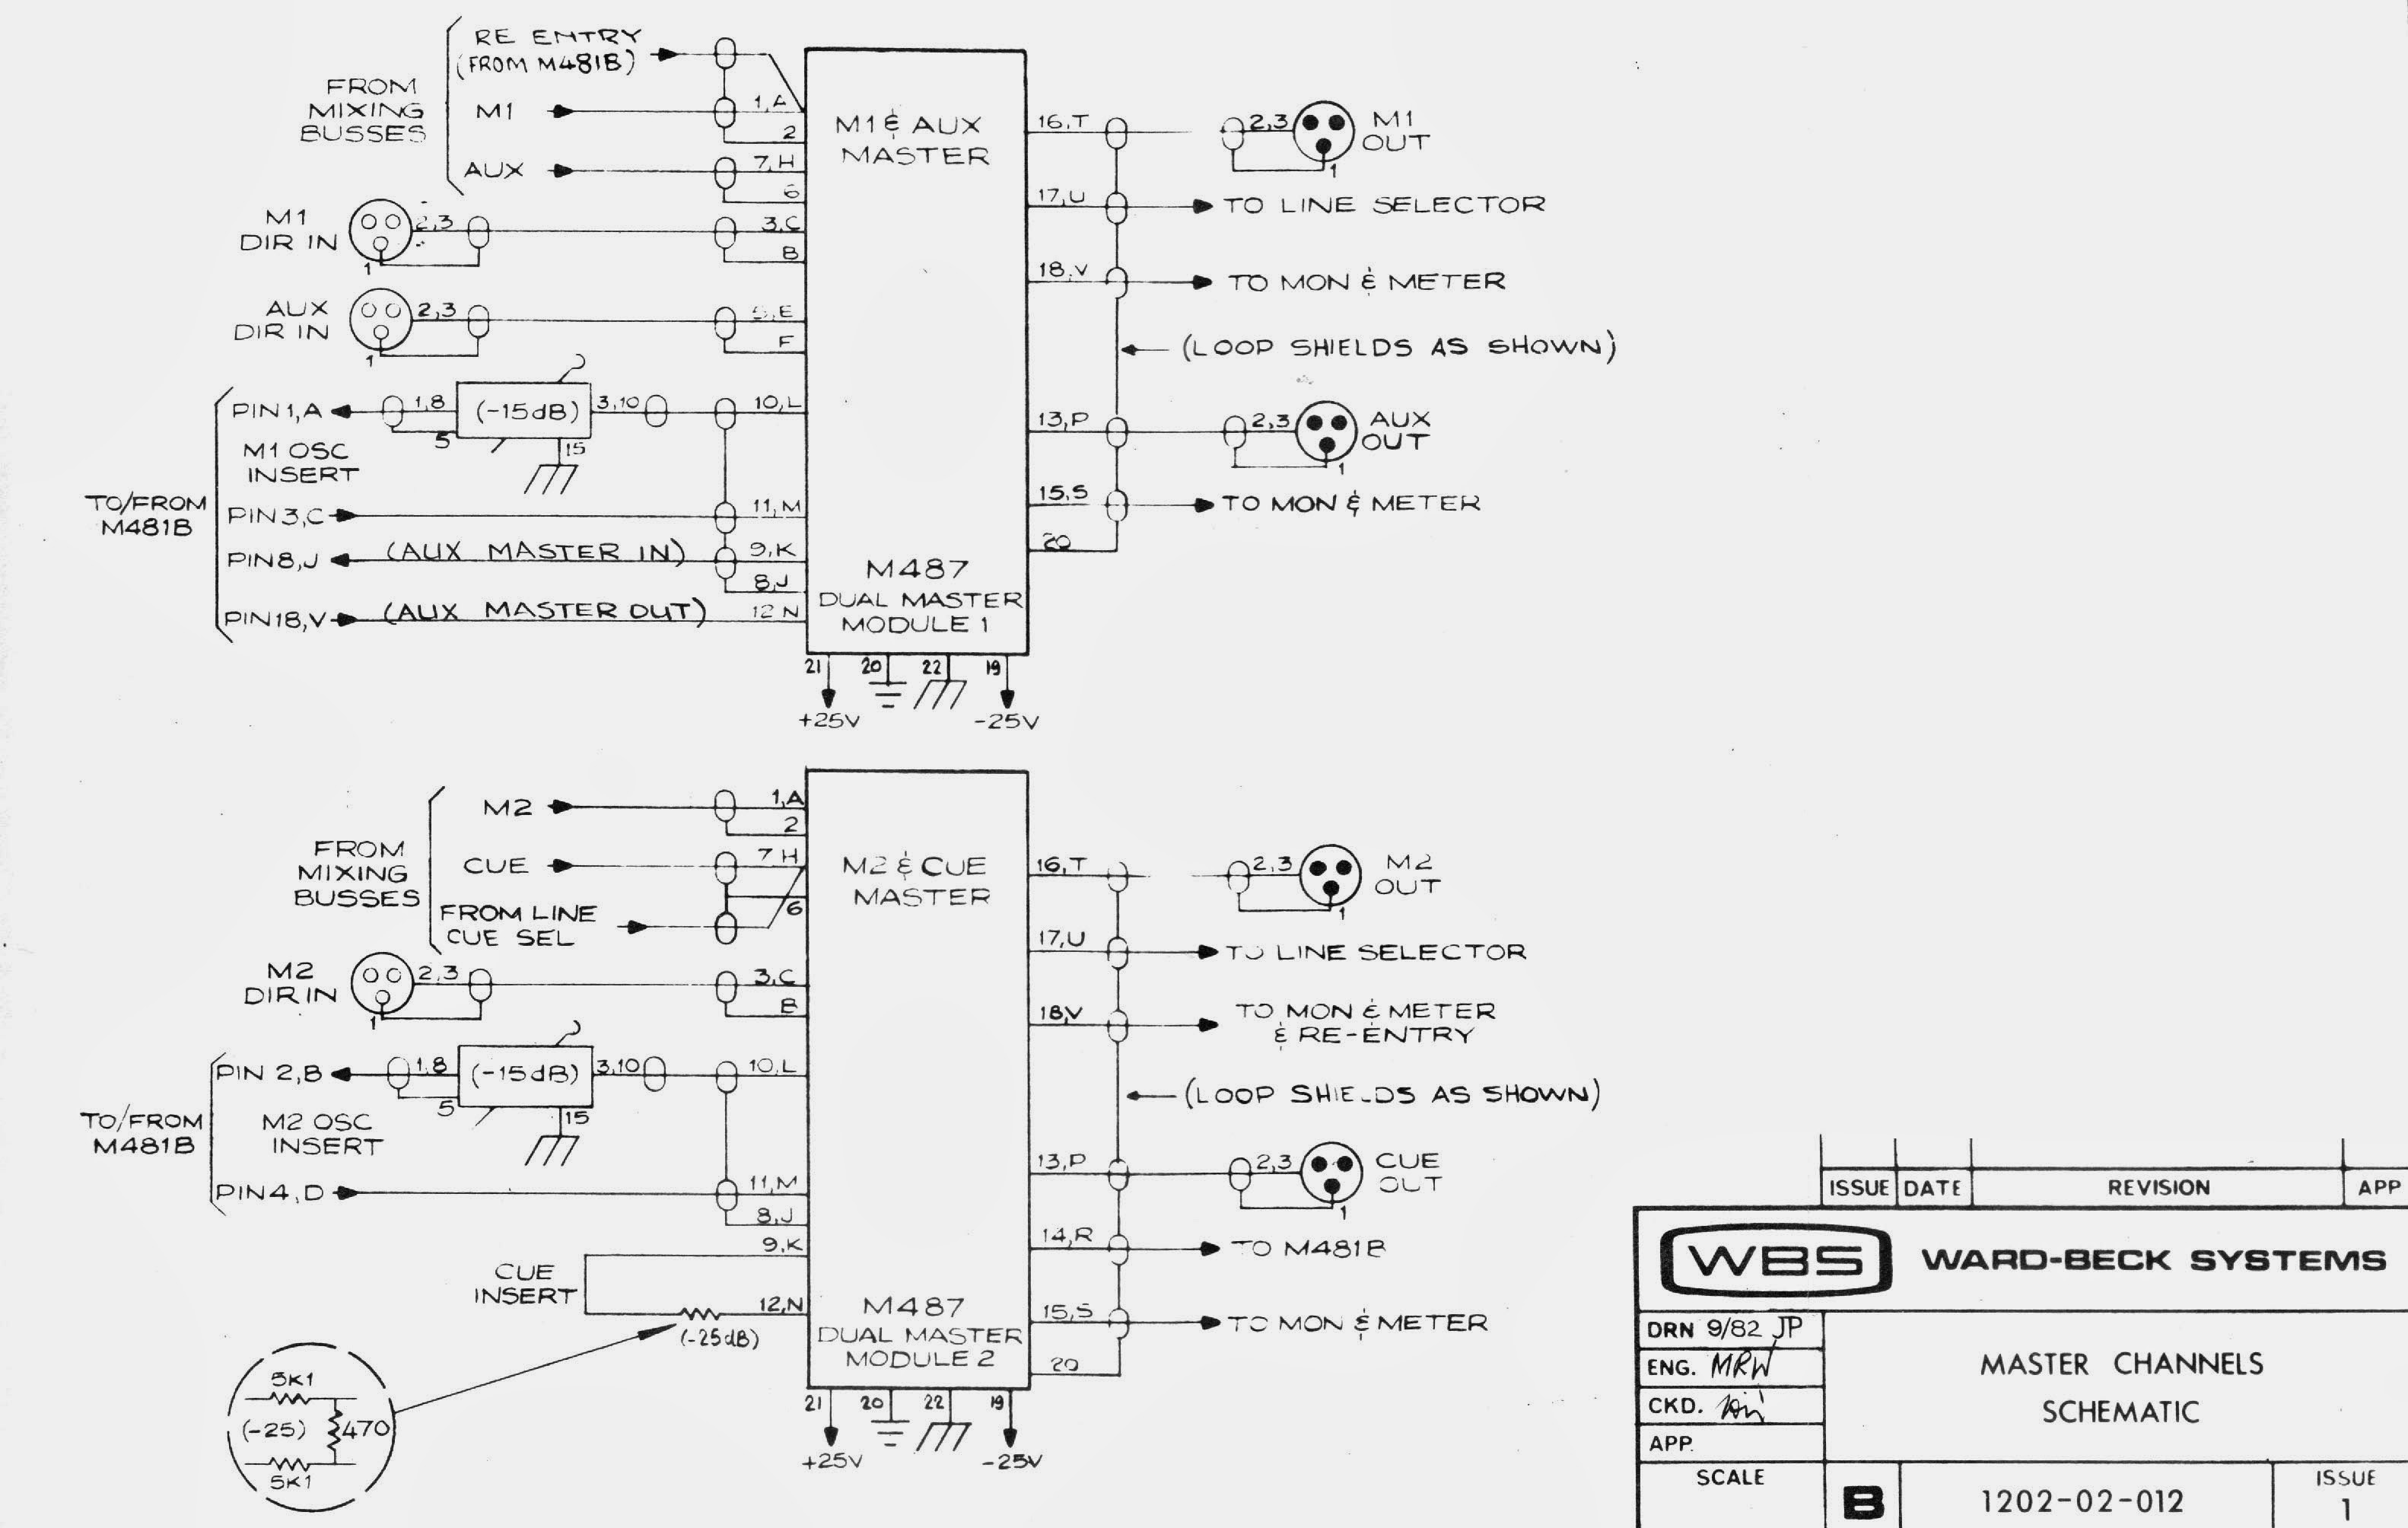 RE ENTRY
(FROM M481B)
FROM
MIXING
BUSSES
M1
AUX
1,A
2
7,H
6
M1
DIR IN
2,3
1
3,C
B
AUX
DIR IN
2,3
1
5,E
F
TO/FROM
M481B
PIN 1,A
1,8
5
(-15dB)
3,10
15
10,L
M1 OSC
INSERT
PIN 3,C
11,M
PIN 8,J
(AUX MASTER IN)
9,K
8,J
PIN 18,V
(AUX MASTER OUT)
12 N
M1 & AUX
MASTER
M487
DUAL MASTER
MODULE 1
16,T
2,3
1
M1
OUT
17,U
TO LINE SELECTOR
18,V
TO MON & METER
(LOOP SHIELDS AS SHOWN)
13,P
2,3
1
AUX
OUT
15,S
TO MON & METER
20
21
20
22
19
+25V
-25V
FROM
MIXING
BUSSES
M2
1,A
2
CUE
7 H
6
FROM LINE
CUE SEL
M2
DIR IN
2,3
1
3,C
B
TO/FROM
M481B
PIN 2,B
1,8
5
(-15dB)
3,10
15
10,L
M2 OSC
INSERT
PIN 4,D
11,M
8,J
9,K
CUE
INSERT
12,N
(-25dB)
5K1
(-25)
470
5K1
M2 & CUE
MASTER
M487
DUAL MASTER
MODULE 2
16,T
2,3
1
M2
OUT
17,U
TO LINE SELECTOR
18,V
TO MON & METER
& RE-ENTRY
(LOOP SHIELDS AS SHOWN)
13,P
2,3
1
CUE
OUT
14,R
TO M481B
15,S
TO MON & METER
20
21
20
22
19
+25V
-25V
ISSUE DATE REVISION APP
WBS WARD-BECK SYSTEMS
DRN 9/82 JP
ENG. MRW
CKD.
APP.
MASTER CHANNELS
SCHEMATIC
SCALE
B
1202-02-012
ISSUE
1